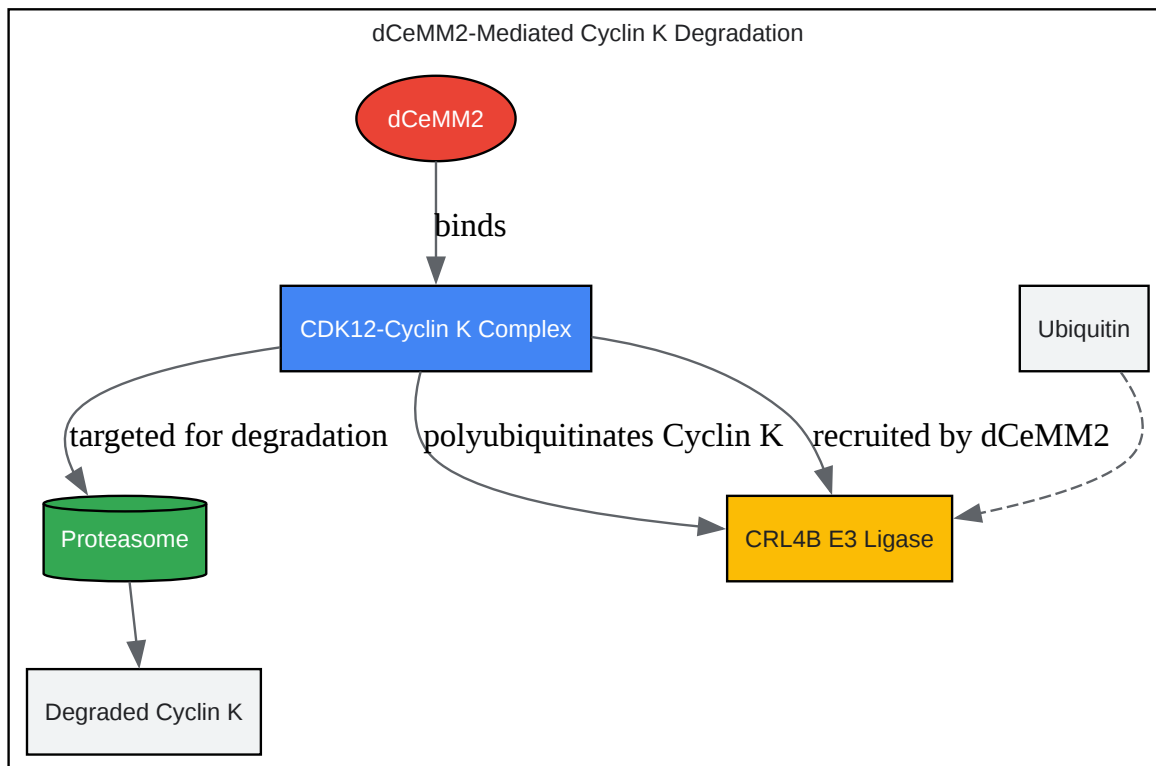 dCeMM2-Mediated Cyclin K Degradation
dCeMM2
binds
CDK12-Cyclin K Complex
Ubiquitin
targeted for degradation
polyubiquitinates Cyclin K
recruited by dCeMM2
Proteasome
CRL4B E3 Ligase
Degraded Cyclin K